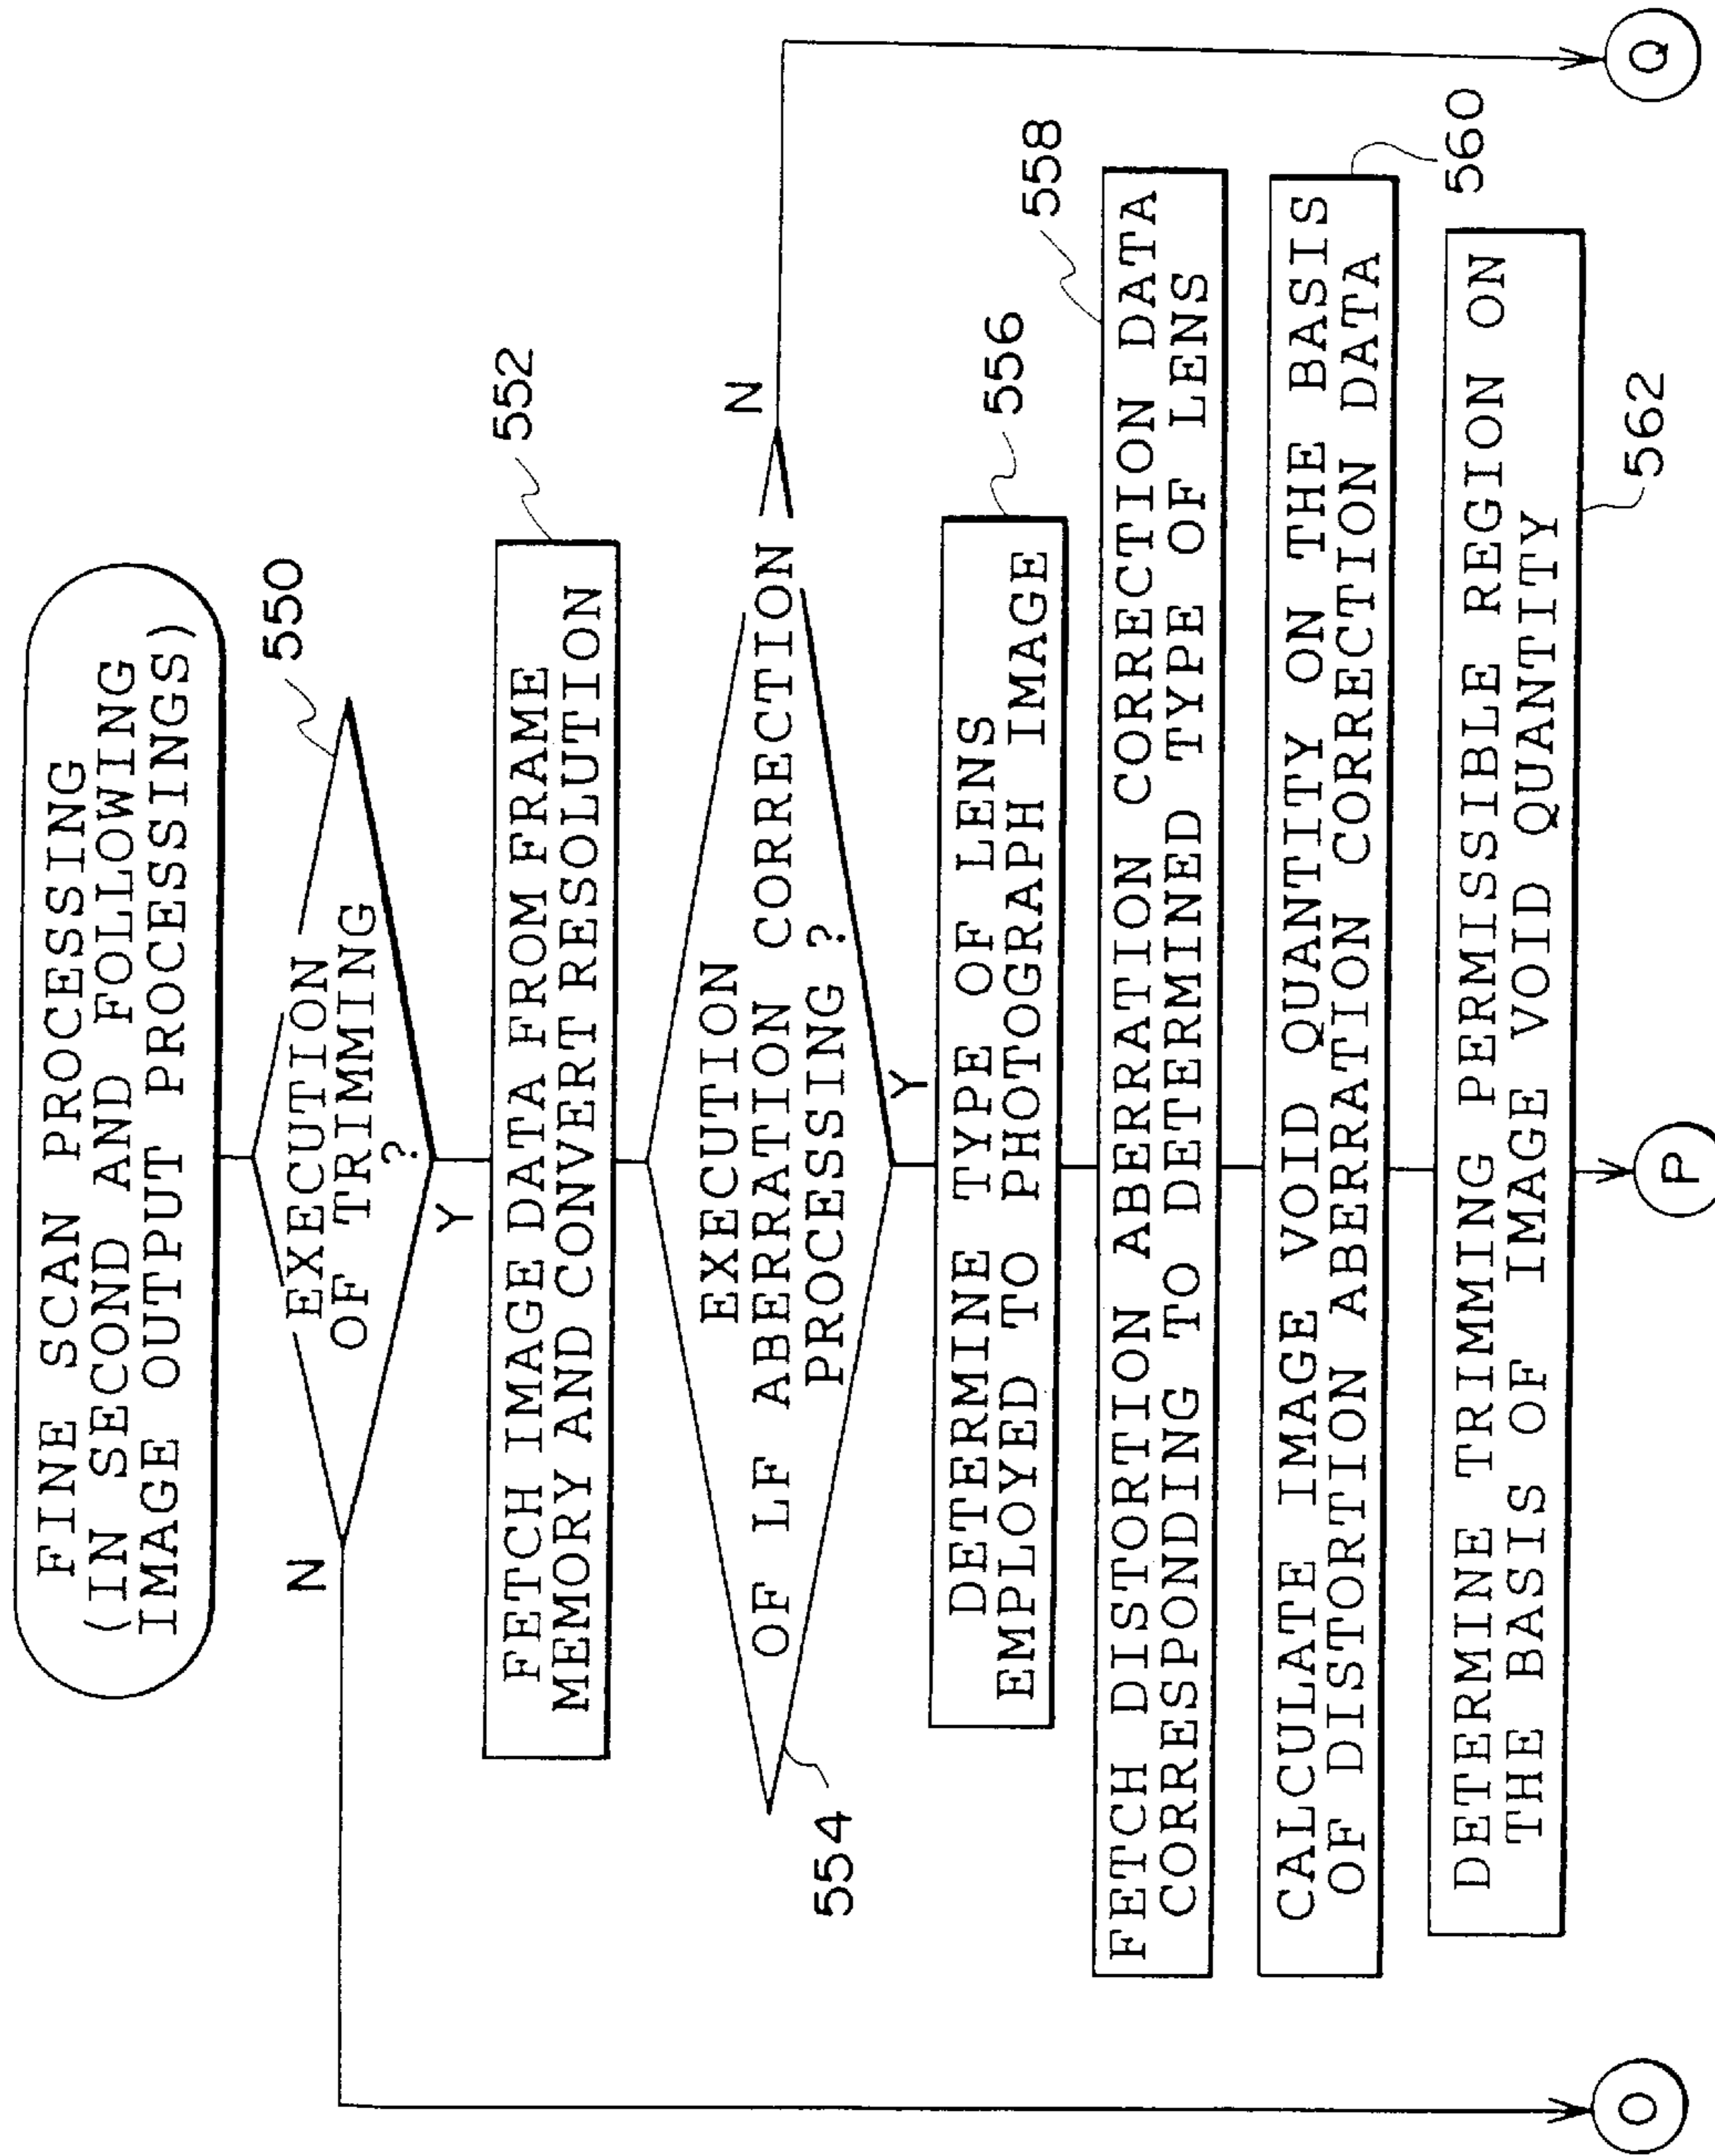 FINE SCAN PROCESSING
(IN SECOND AND FOLLOWING
IMAGE OUTPUT PROCESSINGS)
550
EXECUTION
OF TRIMMING
?
N
Y
552
FETCH IMAGE DATA FROM FRAME
MEMORY AND CONVERT RESOLUTION
554
EXECUTION
OF LF ABERRATION CORRECTION
PROCESSING ?
N
Y
556
DETERMINE TYPE OF LENS
EMPLOYED TO PHOTOGRAPH IMAGE
558
FETCH DISTORTION ABERRATION CORRECTION DATA
CORRESPONDING TO DETERMINED TYPE OF LENS
CALCULATE IMAGE VOID QUANTITY ON THE BASIS
OF DISTORTION ABERRATION CORRECTION DATA
560
DETERMINE TRIMMING PERMISSIBLE REGION ON
THE BASIS OF IMAGE VOID QUANTITY
562
O
P
Q